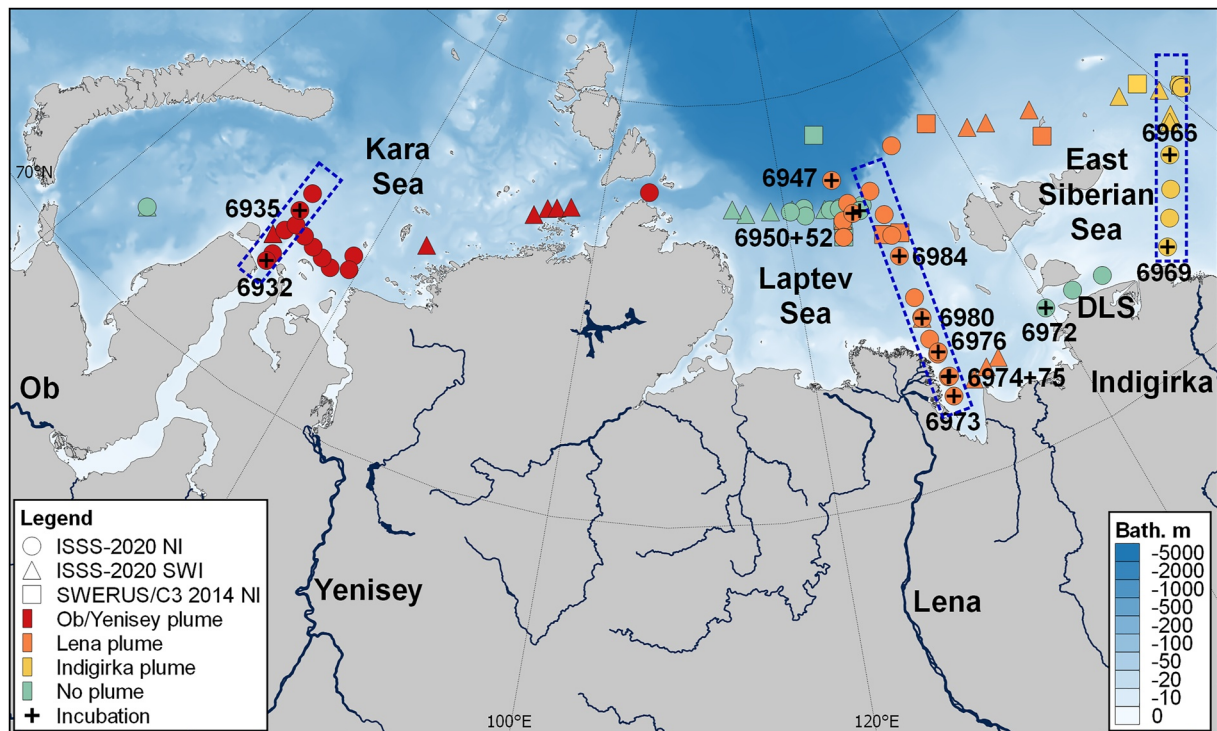 70°N
Kara
Sea
6935
6932
6947
6950+52
Laptev
Sea
6984
6980
6976
6974+75
6973
East
Siberian
Sea
6966
6969
6972
DLS
Indigirka
Ob
Yenisey
Lena
100°E
120°E
Legend
ISSS-2020 NI
ISSS-2020 SWI
SWERUS/C3 2014 NI
Ob/Yenisey plume
Lena plume
Indigirka plume
No plume
Incubation
Bath. m
-5000
-2000
-1000
-500
-200
-100
-50
-20
-10
0